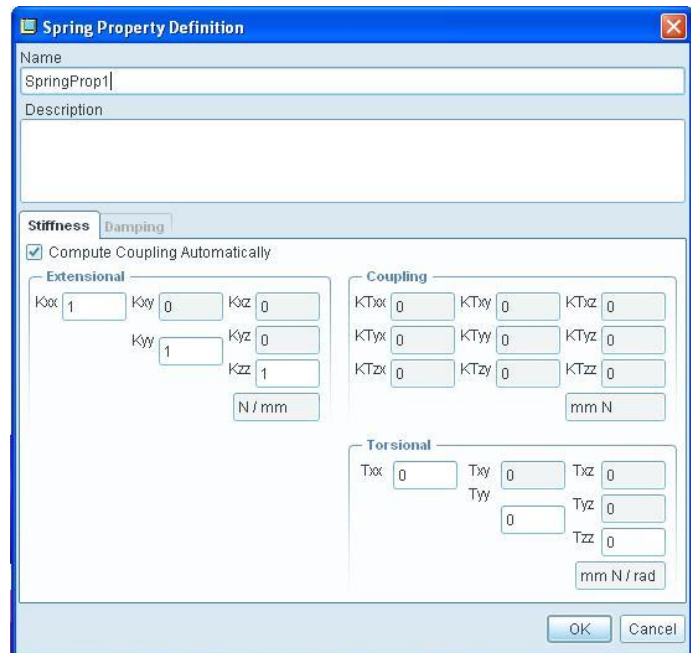 Spring Property Definition
Name
SpringProp1
Description
Stiffness Damping
Compute Coupling Automatically
Extensional
Kxx 1 Kxy 0 Kxz 0
Kyy 1 Kyz 0
Kzz 1
N / mm
Coupling
KTxx 0 KTxy 0 KTxz 0
KTyx 0 KTyy 0 KTyz 0
KTzx 0 KTzy 0 KTzz 0
mm N
Torsional
Txx 0 Txy 0 Txz 0
Tyy 0 Tyz 0
Tzz 0
mm N / rad
OK Cancel